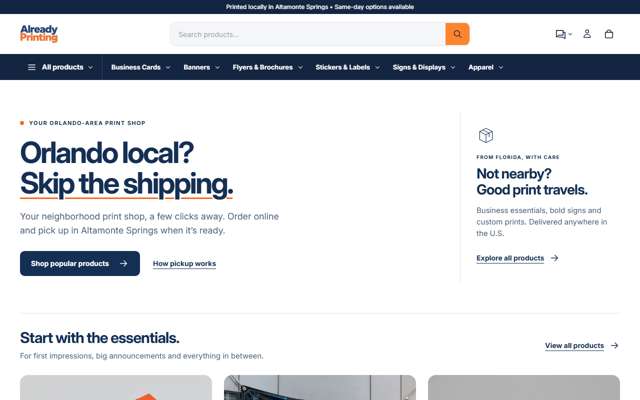 Printed locally in Altamonte Springs • Same-day options available
Already
Printing
Search products...
All products
Business Cards
Banners
Flyers & Brochures
Stickers & Labels
Signs & Displays
Apparel
YOUR ORLANDO-AREA PRINT SHOP
Orlando local?
Skip the shipping.
Your neighborhood print shop, a few clicks away. Order online
and pick up in Altamonte Springs when it's ready.
Shop popular products
How pickup works
FROM FLORIDA, WITH CARE
Not nearby?
Good print travels.
Business essentials, bold signs and
custom prints. Delivered anywhere in
the U.S.
Explore all products
Start with the essentials.
For first impressions, big announcements and everything in between.
View all products